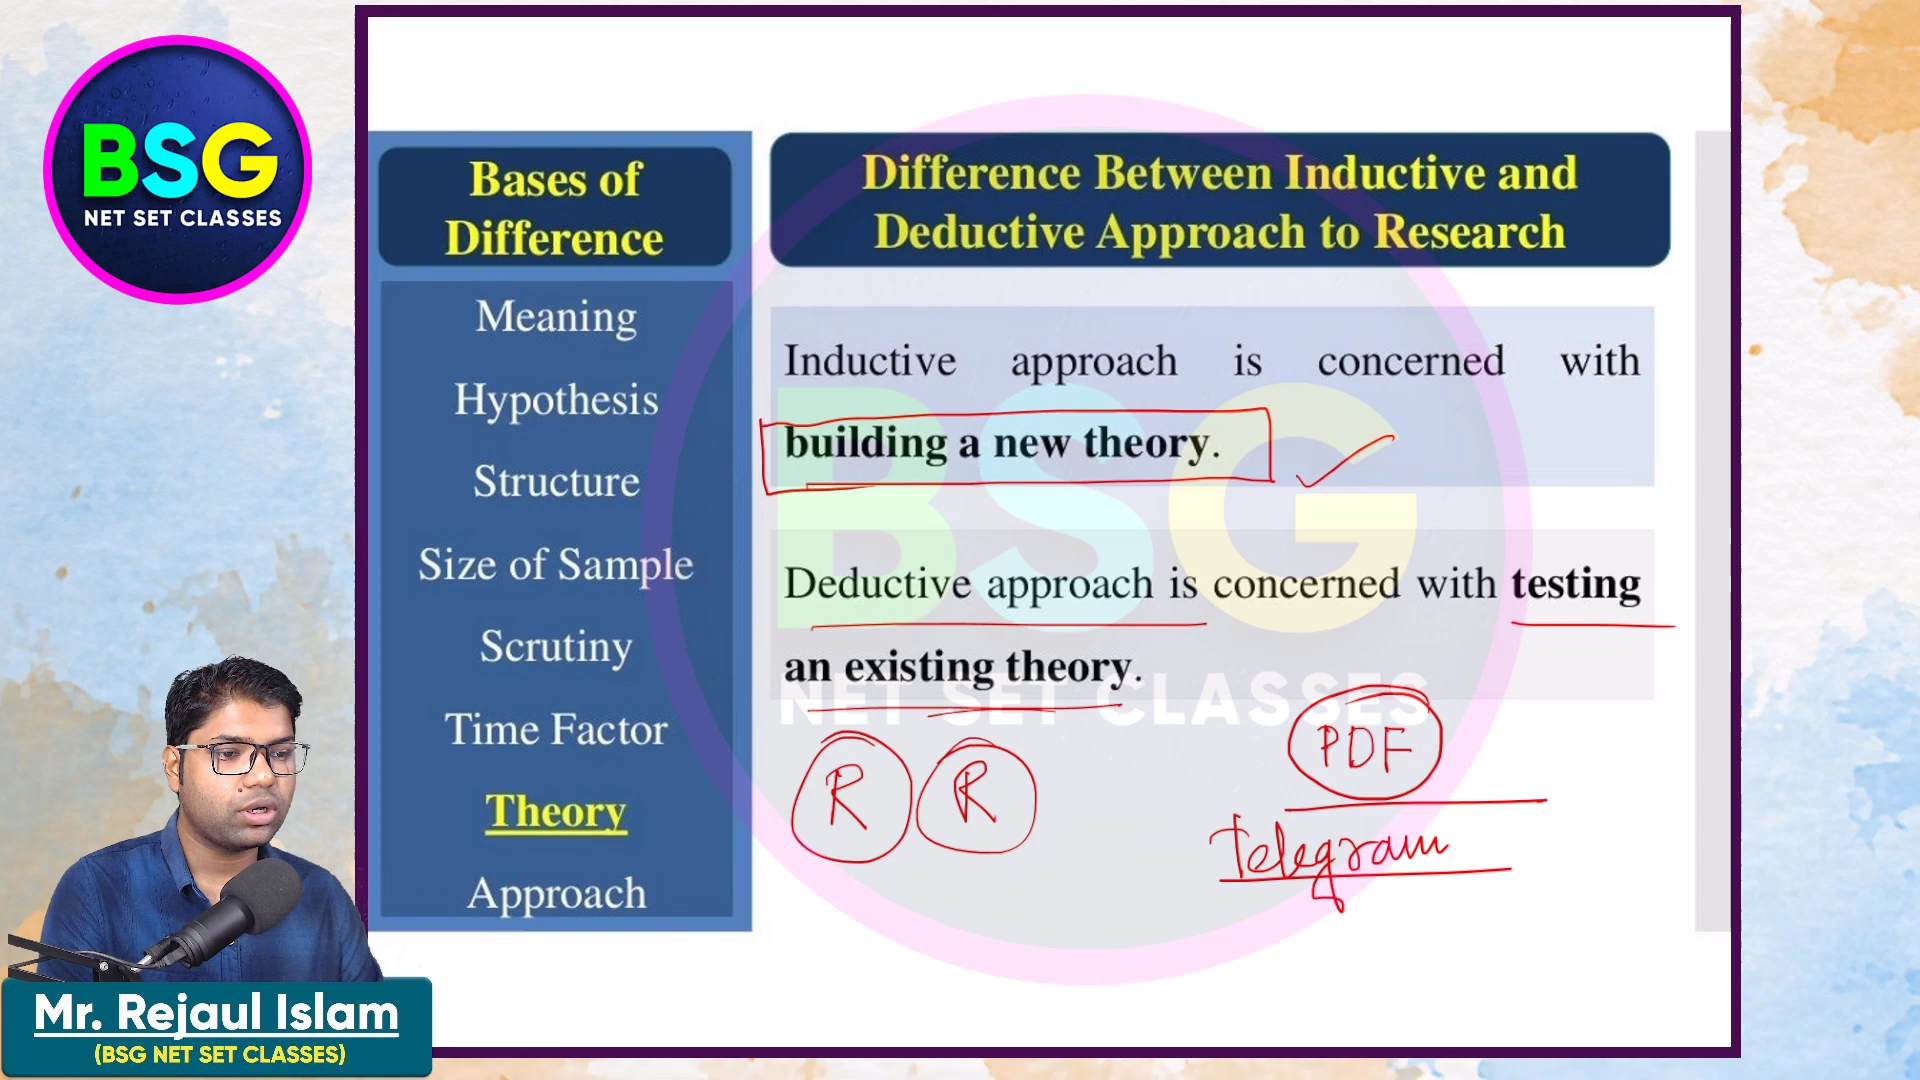 BSG
NET SET CLASSES
Bases of
Difference
Meaning
Hypothesis
Structure
Size of Sample
Scrutiny
Time Factor
Theory
Approach
Difference Between Inductive and
Deductive Approach to Research
Inductive approach is concerned with
building a new theory.
Deductive approach is concerned with testing
an existing theory.
BSG
NET SET CLASSES
R R
PDF
Telegram
Mr. Rejaul Islam
(BSG NET SET CLASSES)